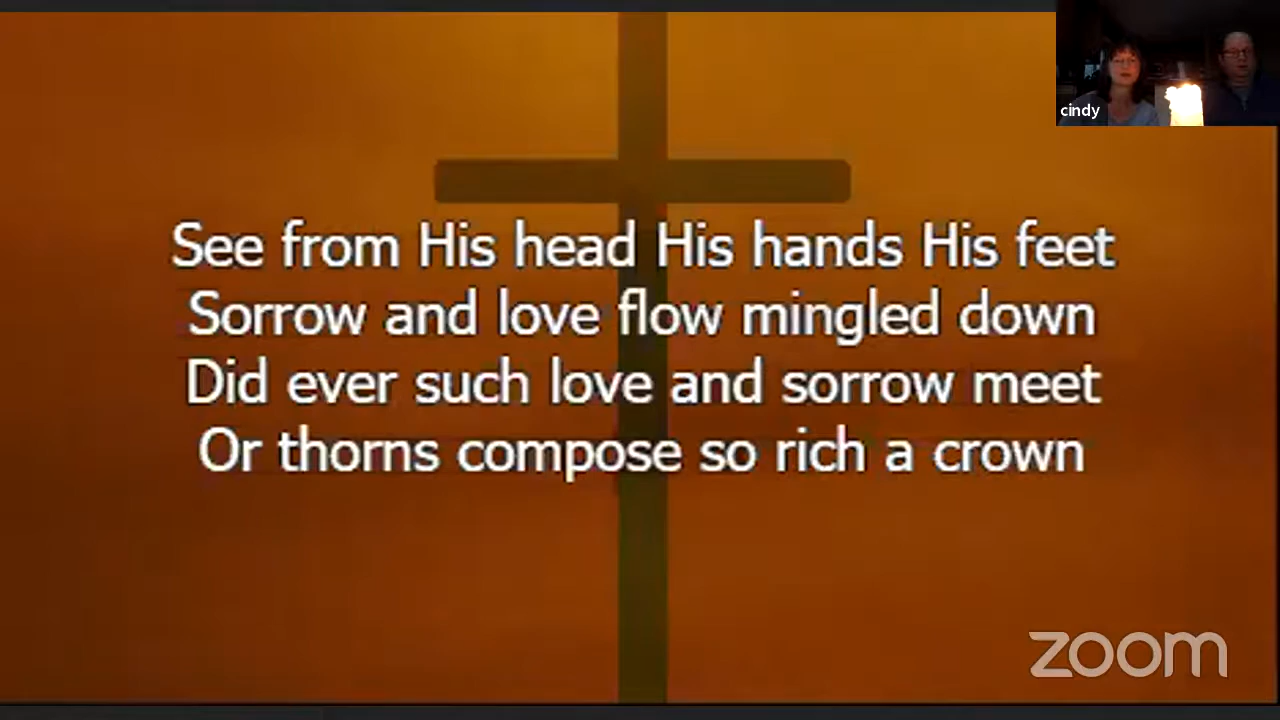 cindy
See from His head His hands His feet
Sorrow and love flow mingled down
Did ever such love and sorrow meet
Or thorns compose so rich a crown
zoom